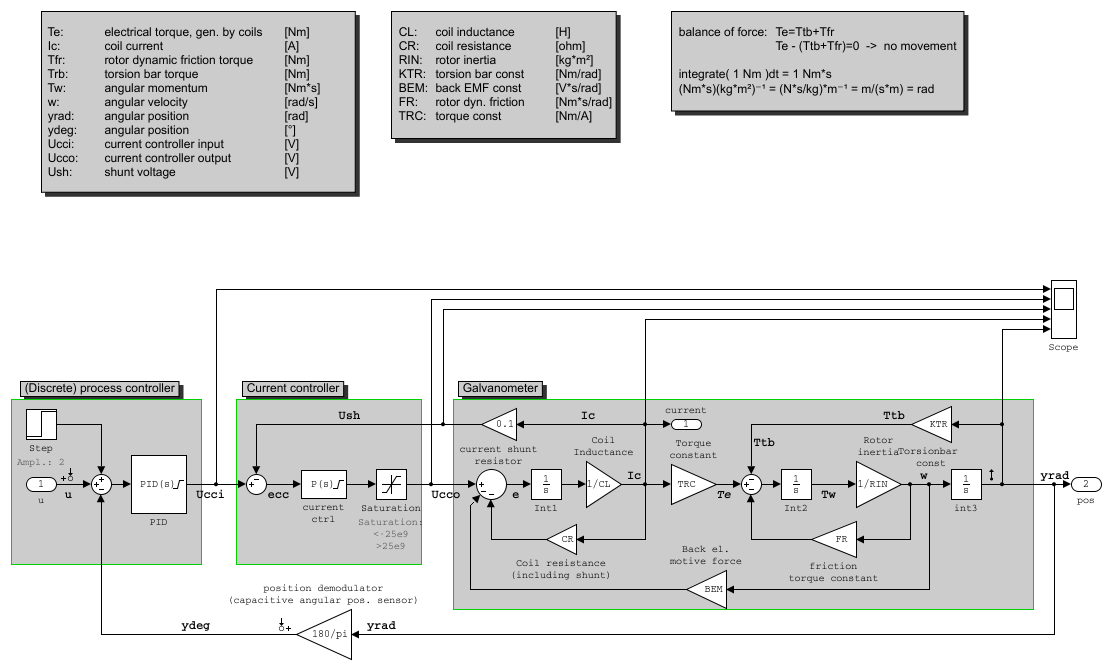 Te: electrical torque, gen. by coils [Nm]
Ic: coil current [A]
Tfr: rotor dynamic friction torque [Nm]
Trb: torsion bar torque [Nm]
Tw: angular momentum [Nm*s]
w: angular velocity [rad/s]
yrad: angular position [rad]
ydeg: angular position [°]
Ucci: current controller input [V]
Ucco: current controller output [V]
Ush: shunt voltage [V]
CL: coil inductance [H]
CR: coil resistance [ohm]
RIN: rotor inertia [kg*m²]
KTR: torsion bar const [Nm/rad]
BEM: back EMF const [V*s/rad]
FR: rotor dyn. friction [Nm*s/rad]
TRC: torque const [Nm/A]
balance of force: Te=Ttb+Tfr
Te - (Ttb+Tfr)=0 -> no movement
integrate( 1 Nm )dt = 1 Nm*s
(Nm*s)(kg*m²)⁻¹ = (N*s/kg)*m⁻¹ = m/(s*m) = rad
Scope
(Discrete) process controller
Current controller
Galvanometer
Step
Ampl.: 2
1
u
u
PID(s)
PID
Ucci
Ush
ecc
P(s)
current
ctrl
Saturation
Saturation:
<-25e9
>25e9
Ucco
0.1
current shunt
resistor
Ic
current
1
e
1
s
Int1
Coil
Inductance
1/CL
Ic
Torque
constant
TRC
Te
CR
Coil resistance
(including shunt)
Ttb
Ttb
KTR
1
s
Int2
Tw
Rotor
inertia
1/RIN
Torsionbar
const
w
1
s
int3
FR
friction
torque constant
Back el.
motive force
BEM
yrad
2
pos
position demodulator
(capacitive angular pos. sensor)
ydeg
180/pi
yrad